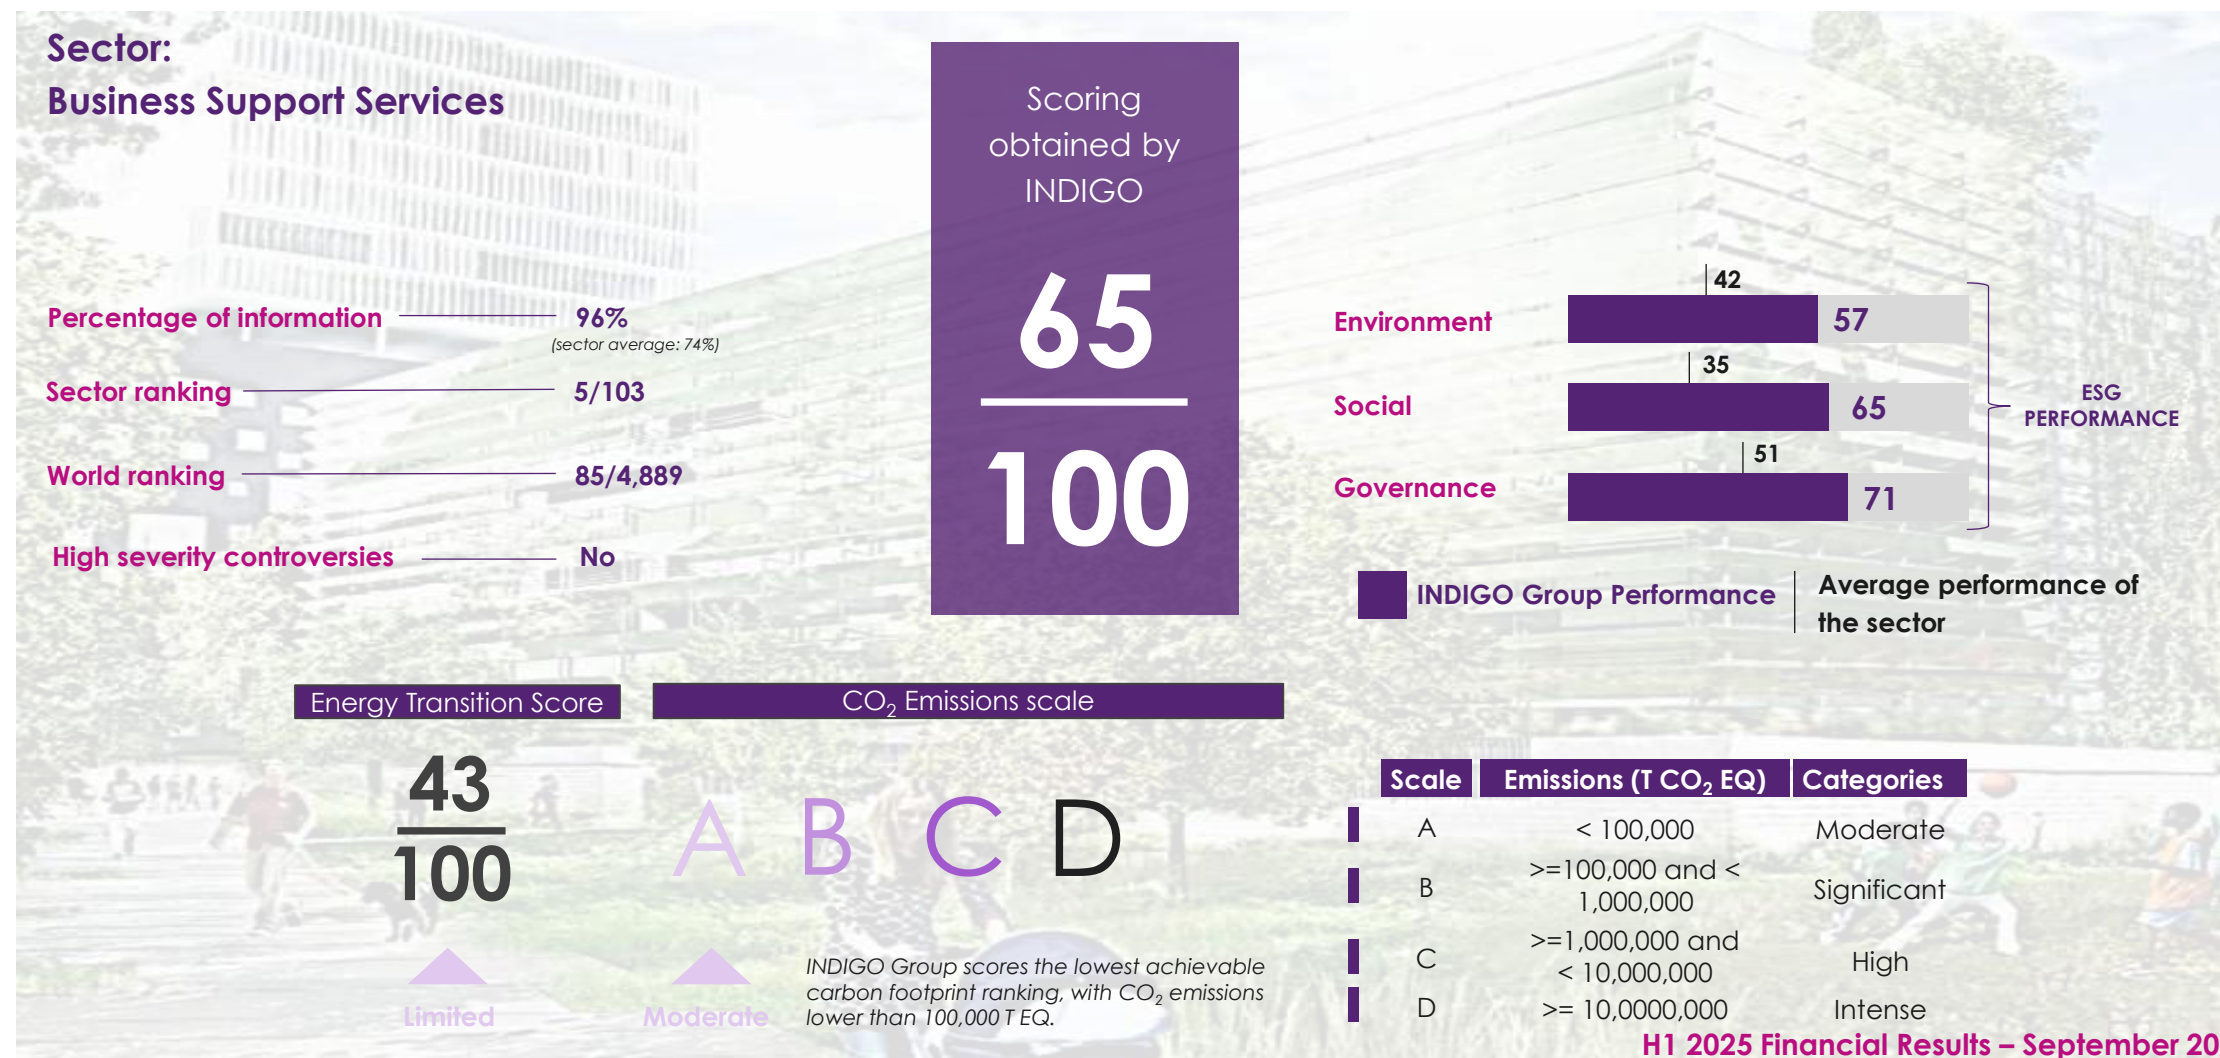 Sector:
Business Support Services
Percentage of information
96%
(sector average: 74%)
Sector ranking
5/103
World ranking
85/4,889
High severity controversies
No
Scoring
obtained by
INDIGO
65
100
42
Environment
57
35
Social
65
51
Governance
71
ESG
PERFORMANCE
INDIGO Group Performance
Average performance of
the sector
Energy Transition Score
43
100
Limited
CO₂ Emissions scale
A B C D
Moderate
INDIGO Group scores the lowest achievable
carbon footprint ranking, with CO₂ emissions
lower than 100,000 T EQ.
Scale Emissions (T CO₂ EQ) Categories
A < 100,000 Moderate
B >=100,000 and < 
1,000,000 Significant
C >=1,000,000 and
< 10,000,000 High
D >= 10,0000,000 Intense
H1 2025 Financial Results – September 20